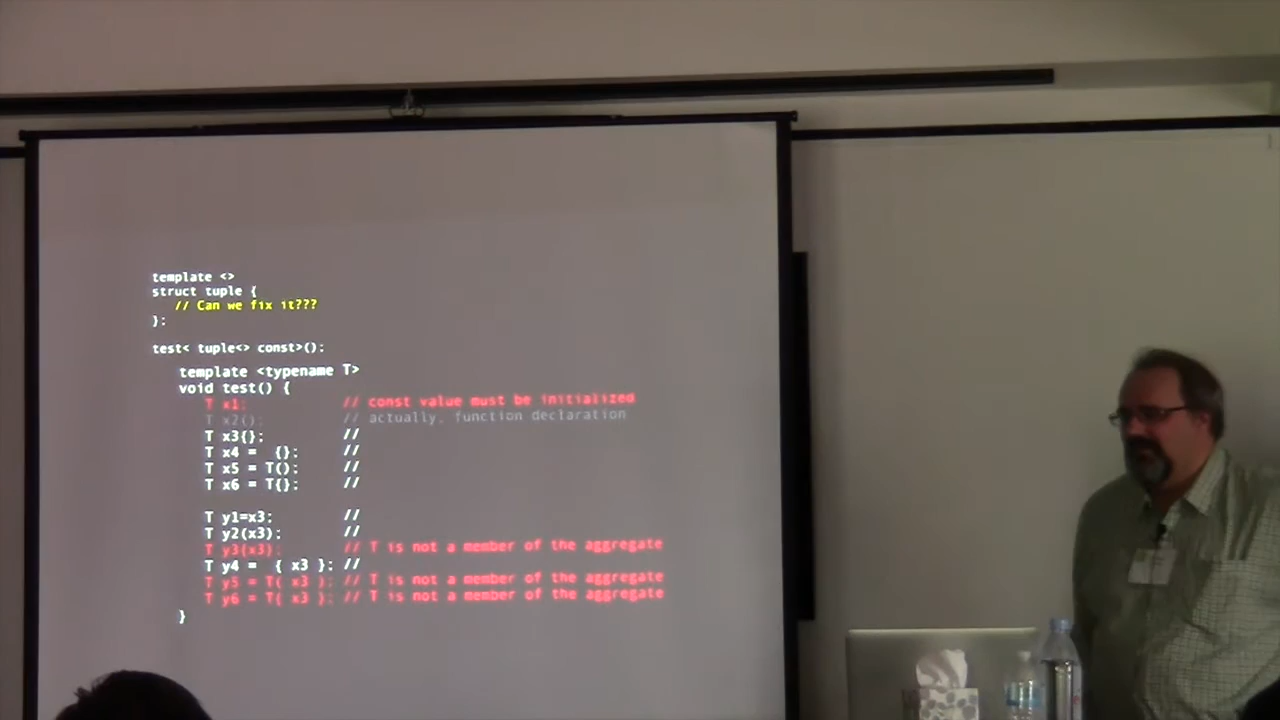 template <>
struct tuple {
// Can we fix it???
};
test< tuple<> const>();
template <typename T>
void test() {
T x1; // const value must be initialized
T x2(); // actually, function declaration
T x3{}; //
T x4 = {}; //
T x5 = T(); //
T x6 = T{}; //
T y1=x3; //
T y2(x3); //
T y3{x3}; // T is not a member of the aggregate
T y4 = { x3 }; //
T y5 = T{ x3 }; // T is not a member of the aggregate
T y6 = T{ x3 }; // T is not a member of the aggregate
}